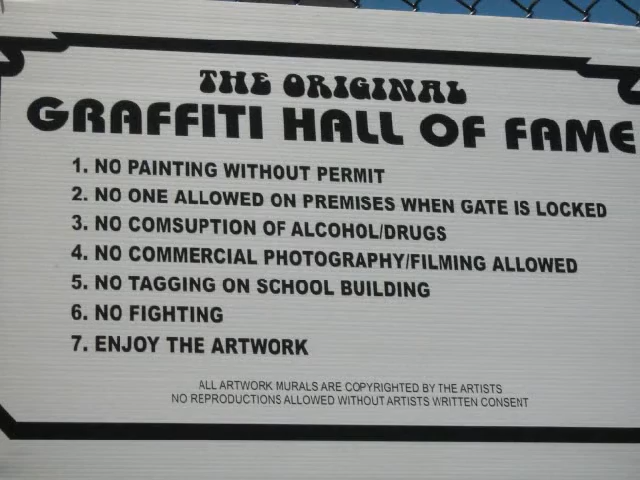 THE ORIGINAL
GRAFFITI HALL OF FAME
1. NO PAINTING WITHOUT PERMIT
2. NO ONE ALLOWED ON PREMISES WHEN GATE IS LOCKED
3. NO COMSUPTION OF ALCOHOL/DRUGS
4. NO COMMERCIAL PHOTOGRAPHY/FILMING ALLOWED
5. NO TAGGING ON SCHOOL BUILDING
6. NO FIGHTING
7. ENJOY THE ARTWORK
ALL ARTWORK MURALS ARE COPYRIGHTED BY THE ARTISTS
NO REPRODUCTIONS ALLOWED WITHOUT ARTISTS WRITTEN CONSENT